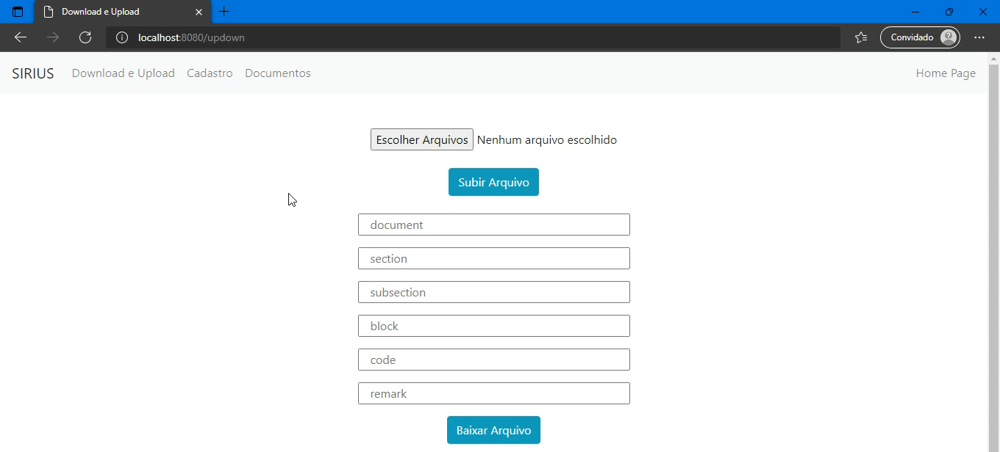 Download e Upload
localhost:8080/updown
Convidado
SIRIUS Download e Upload Cadastro Documentos Home Page
Escolher Arquivos Nenhum arquivo escolhido
Subir Arquivo
document
section
subsection
block
code
remark
Baixar Arquivo